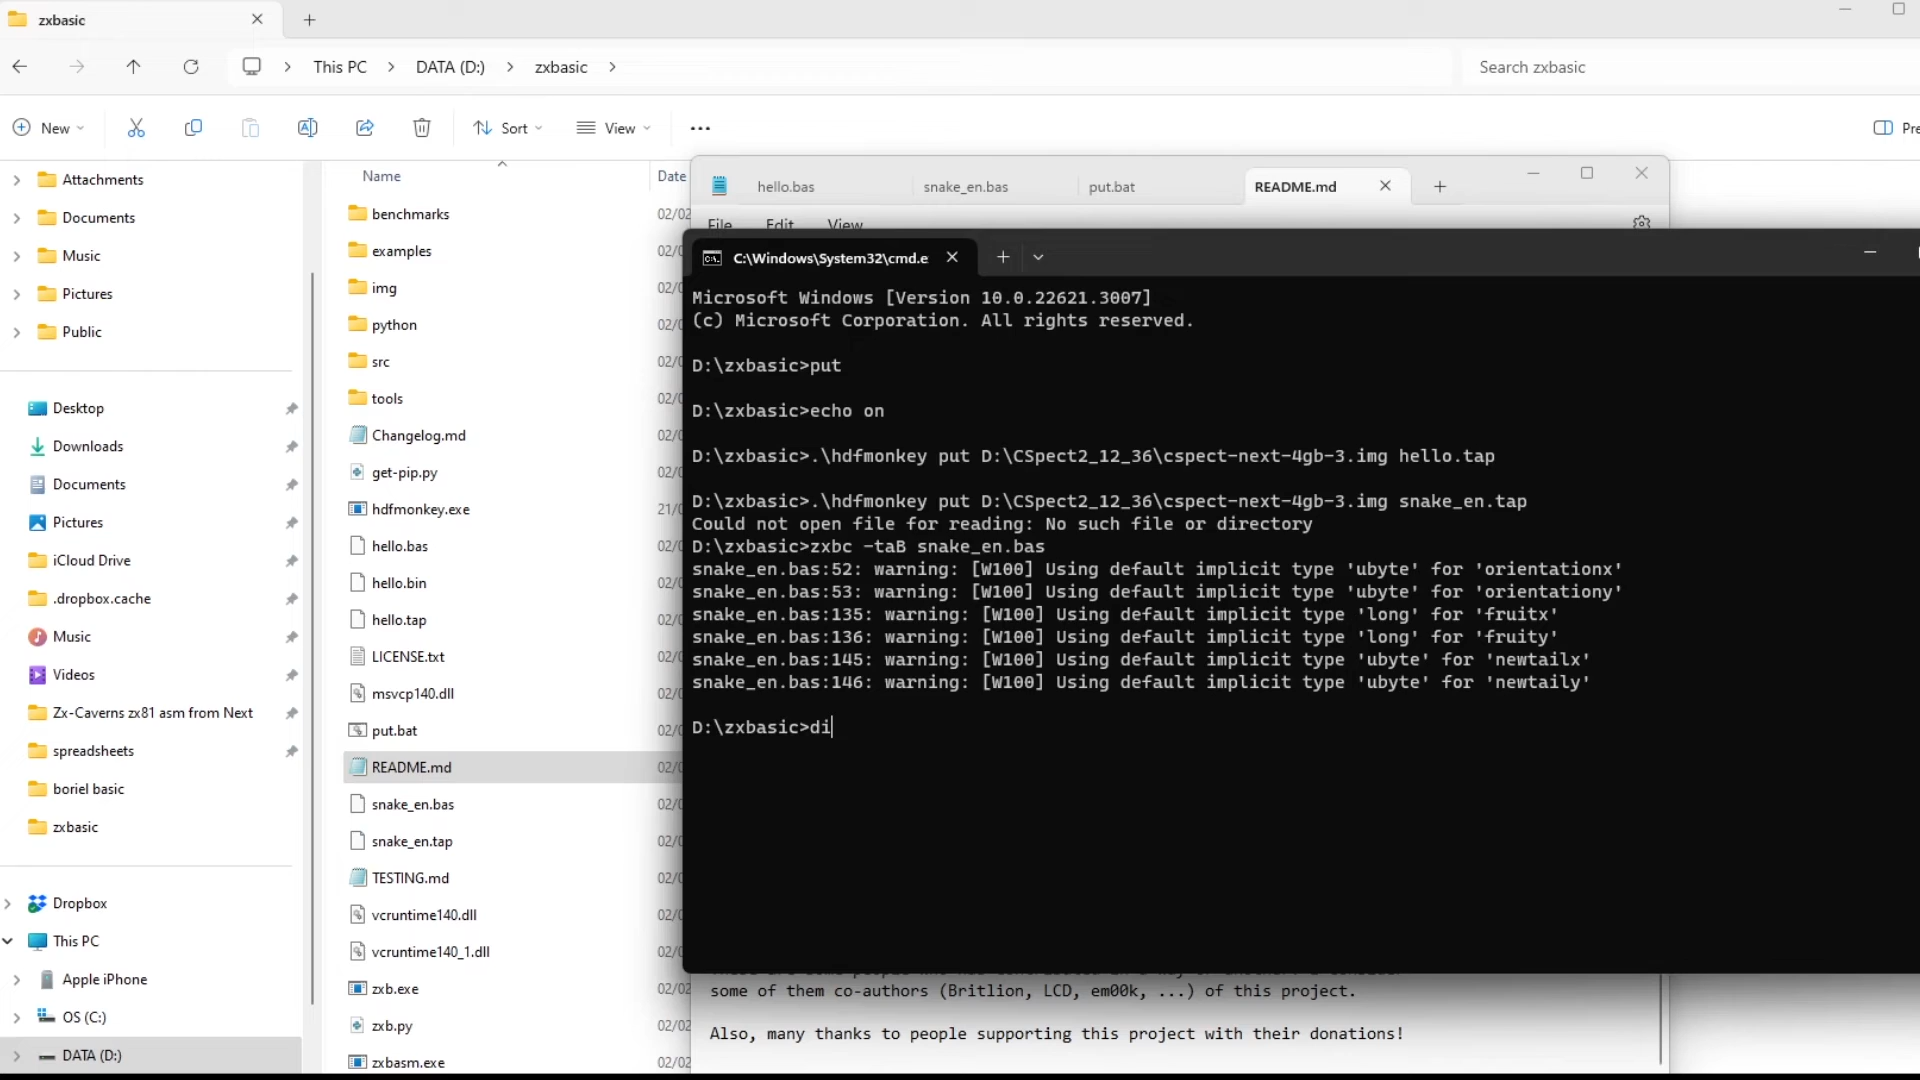 zxbasic
This PC
DATA (D:)
zxbasic
Search zxbasic
New
Sort
View
Attachments
Documents
Music
Pictures
Public
Desktop
Downloads
Documents
Pictures
iCloud Drive
.dropbox.cache
Music
Videos
Zx-Caverns zx81 asm from Next
spreadsheets
boriel basic
zxbasic
Dropbox
This PC
Apple iPhone
OS (C:)
DATA (D:)
Name
Date
benchmarks
examples
img
python
src
tools
Changelog.md
get-pip.py
hdfmonkey.exe
hello.bas
hello.bin
hello.tap
LICENSE.txt
msvcp140.dll
put.bat
README.md
snake_en.bas
snake_en.tap
TESTING.md
vcruntime140.dll
vcruntime140_1.dll
zxb.exe
zxb.py
zxbasm.exe
hello.bas
snake_en.bas
put.bat
README.md
File
Edit
View
C:\Windows\System32\cmd.e
Microsoft Windows [Version 10.0.22621.3007]
(c) Microsoft Corporation. All rights reserved.
D:\zxbasic>put
D:\zxbasic>echo on
D:\zxbasic>.\hdfmonkey put D:\CSpect2_12_36\cspect-next-4gb-3.img hello.tap
D:\zxbasic>.\hdfmonkey put D:\CSpect2_12_36\cspect-next-4gb-3.img snake_en.tap
Could not open file for reading: No such file or directory
D:\zxbasic>zxbc -taB snake_en.bas
snake_en.bas:52: warning: [W100] Using default implicit type 'ubyte' for 'orientationx'
snake_en.bas:53: warning: [W100] Using default implicit type 'ubyte' for 'orientationy'
snake_en.bas:135: warning: [W100] Using default implicit type 'long' for 'fruitx'
snake_en.bas:136: warning: [W100] Using default implicit type 'long' for 'fruity'
snake_en.bas:145: warning: [W100] Using default implicit type 'ubyte' for 'newtailx'
snake_en.bas:146: warning: [W100] Using default implicit type 'ubyte' for 'newtaily'
D:\zxbasic>di
some of them co-authors (Britlion, LCD, em00k, ...) of this project.
Also, many thanks to people supporting this project with their donations!